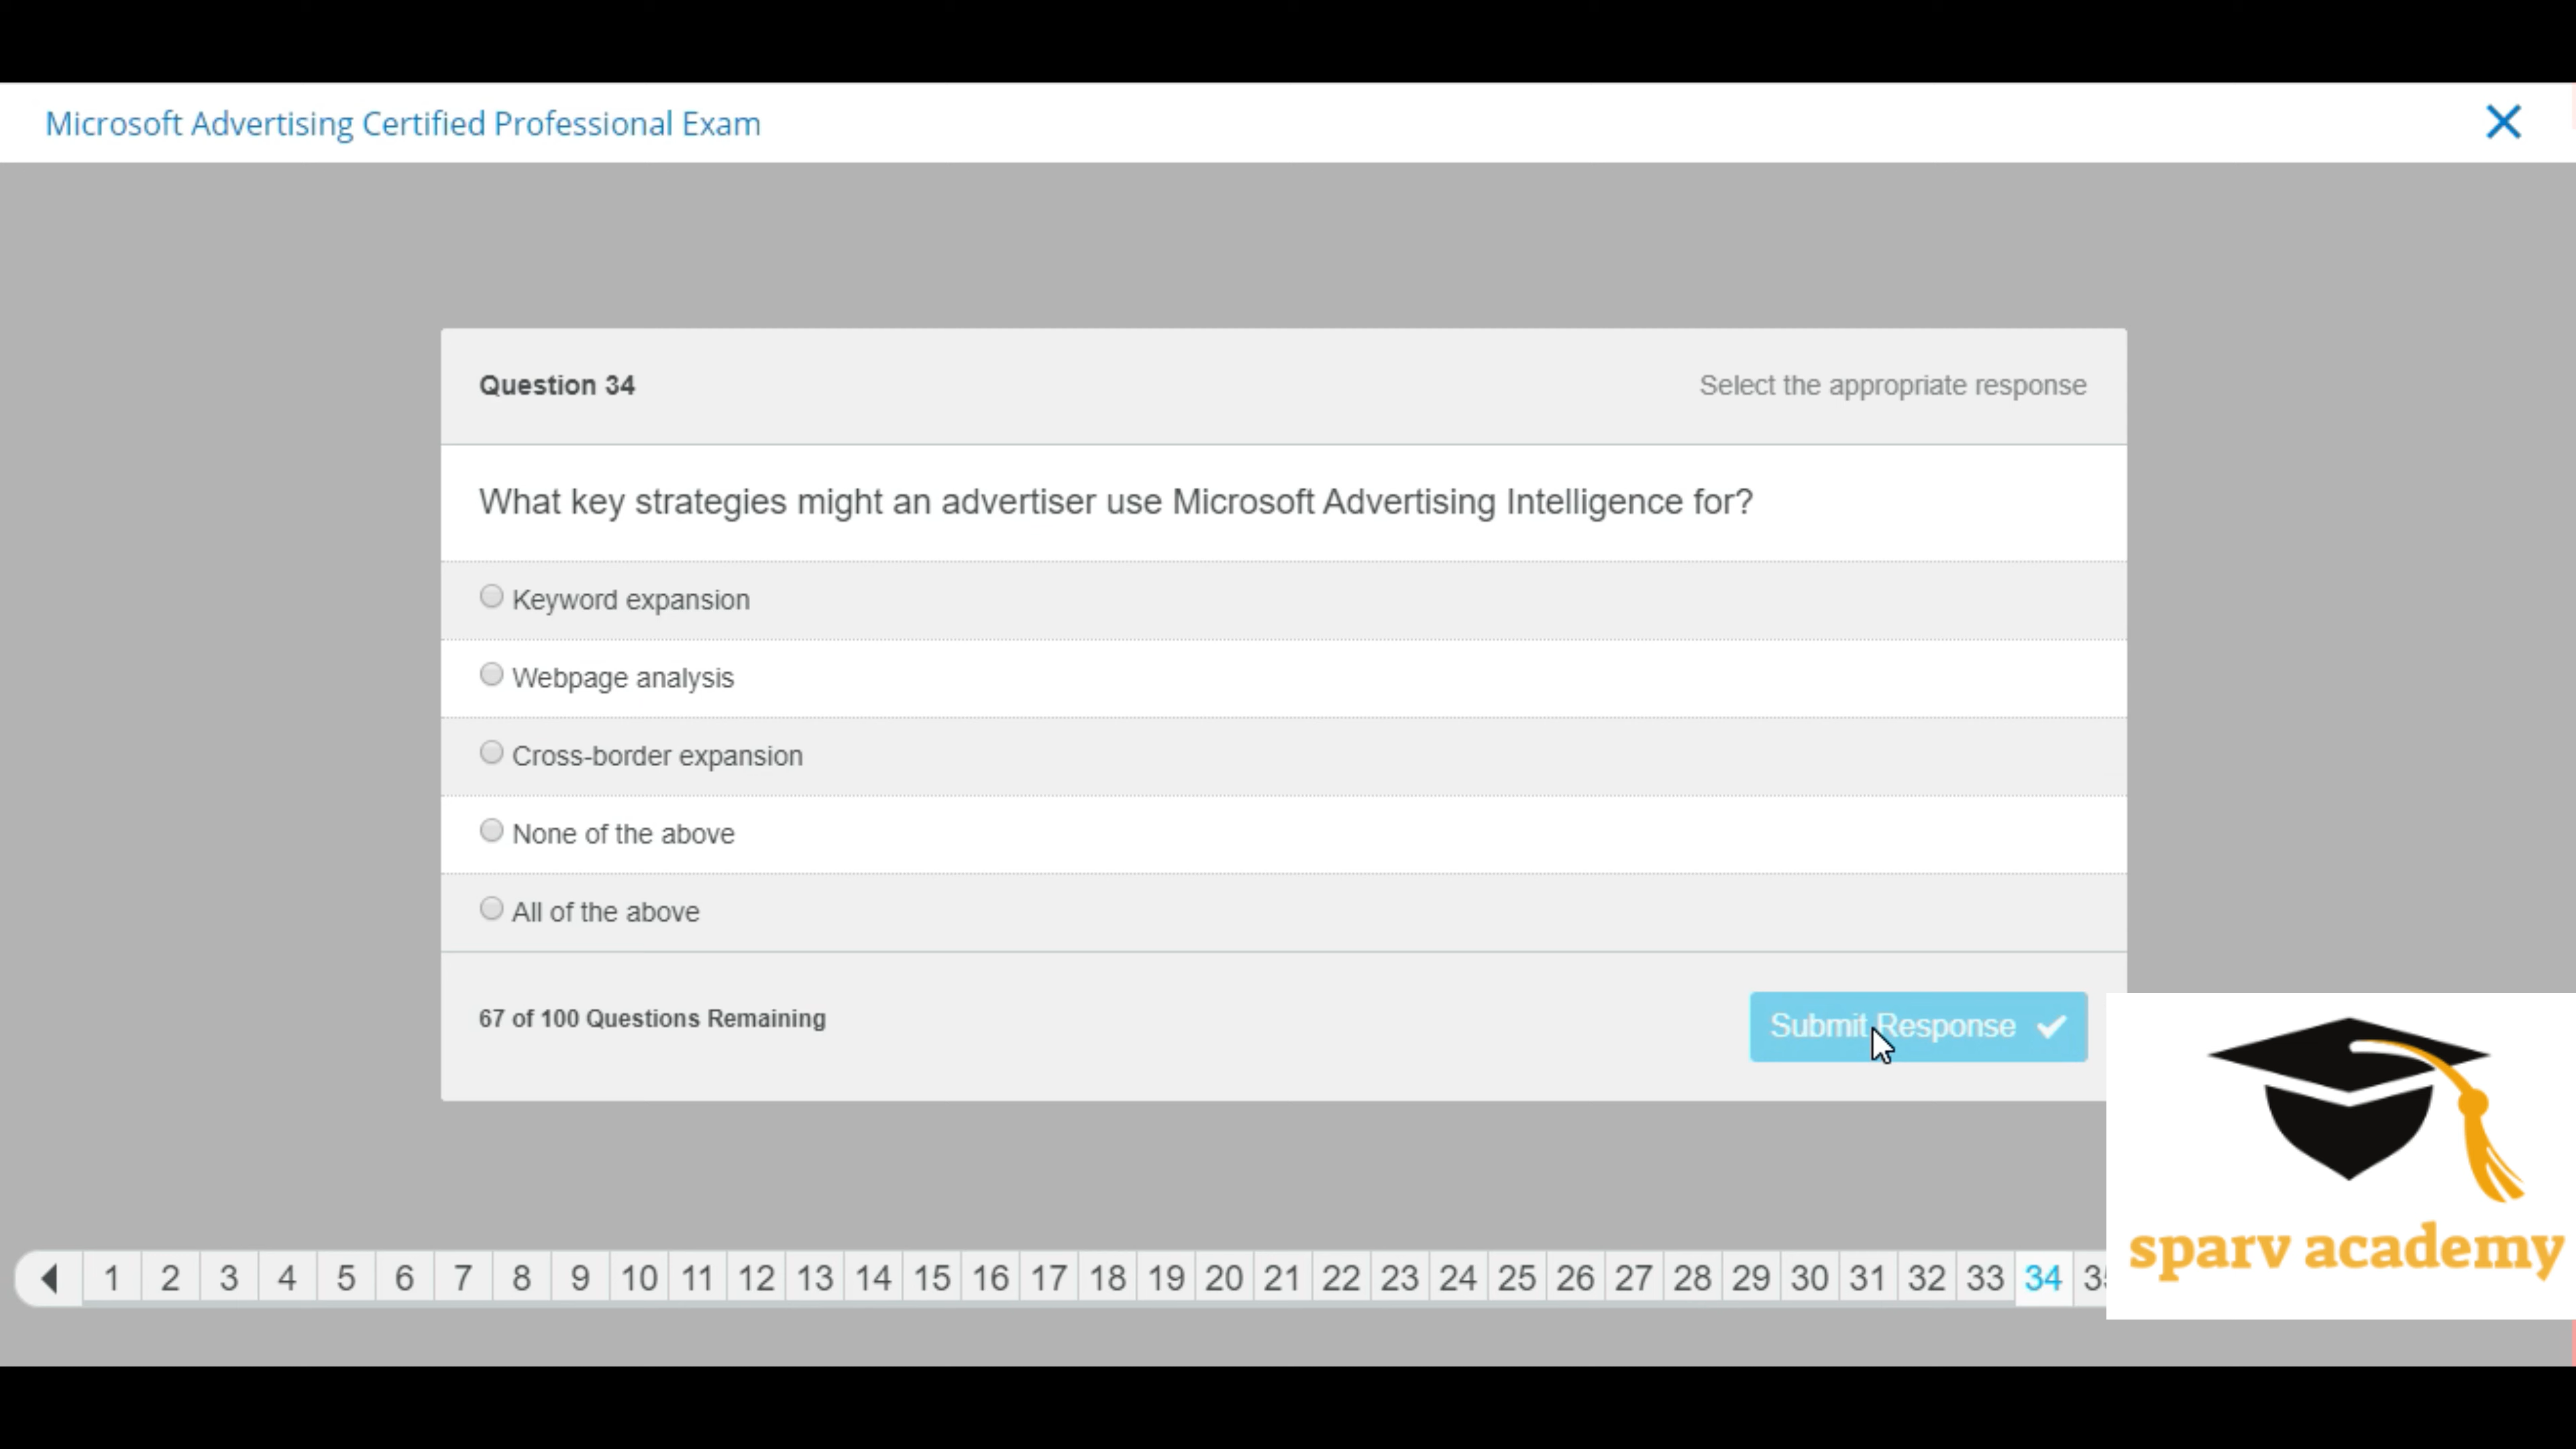 Microsoft Advertising Certified Professional Exam
Question 34
Select the appropriate response
What key strategies might an advertiser use Microsoft Advertising Intelligence for?
Keyword expansion
Webpage analysis
Cross-border expansion
None of the above
All of the above
67 of 100 Questions Remaining
Submit Response
1 2 3 4 5 6 7 8 9 10 11 12 13 14 15 16 17 18 19 20 21 22 23 24 25 26 27 28 29 30 31 32 33 34
sparv academy